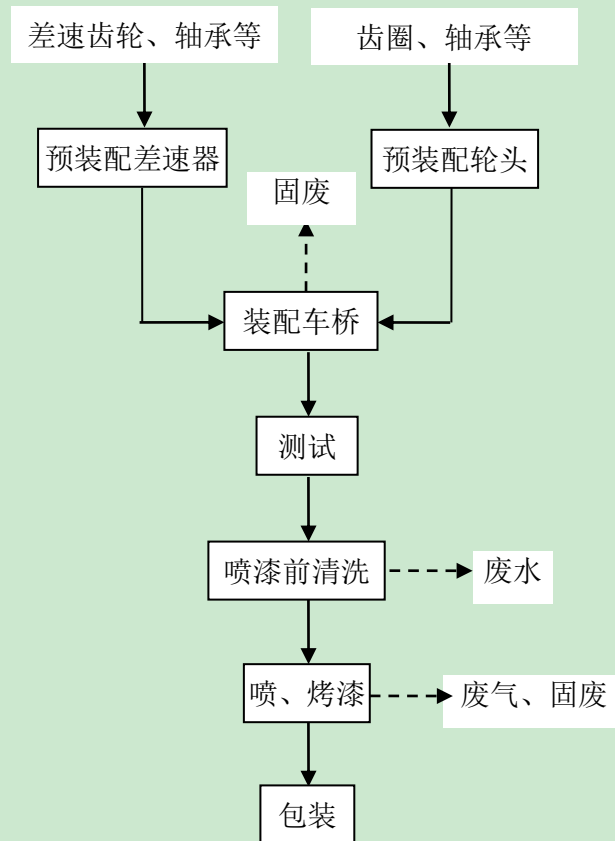 差速齿轮、轴承等
齿圈、轴承等
预装配差速器
预装配轮头
固废
装配车桥
测试
喷漆前清洗
废水
喷、烤漆
废气、固废
包装